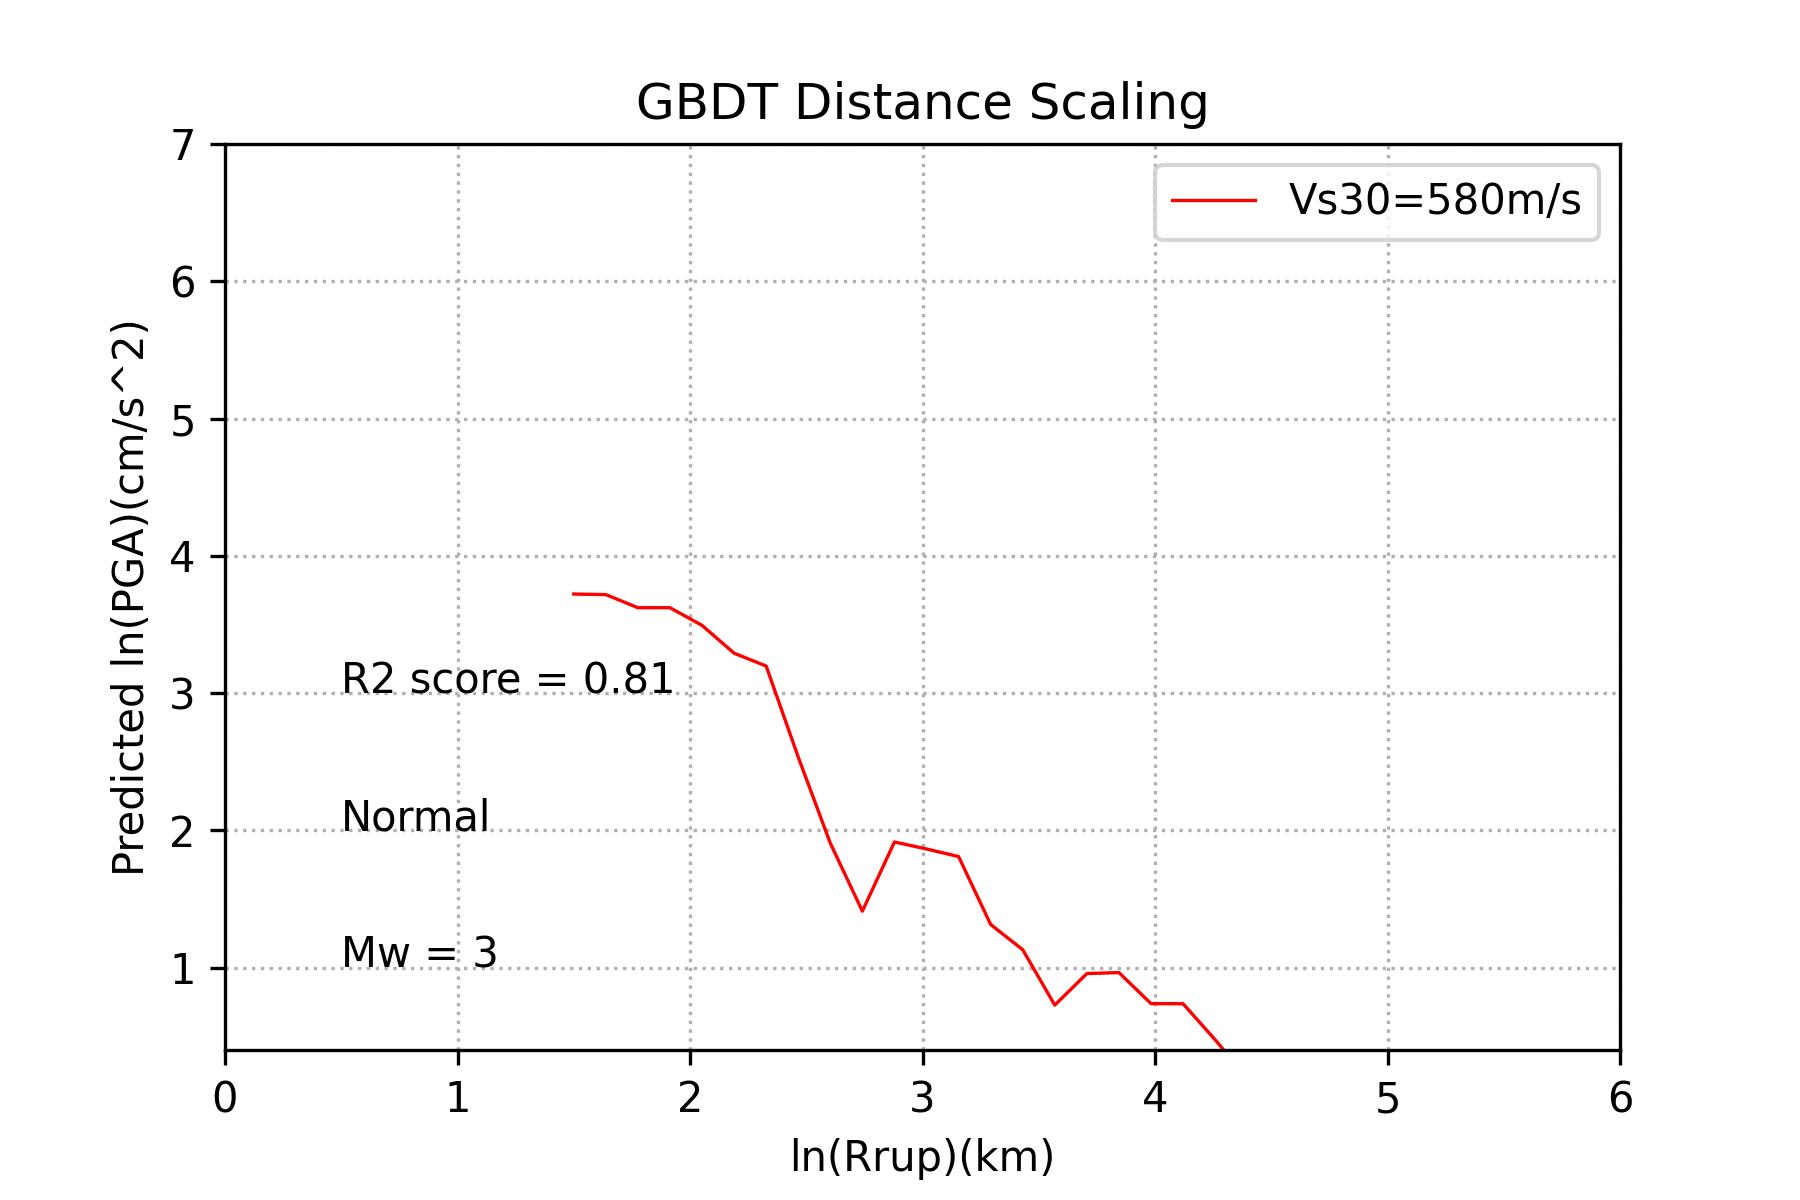 GBDT Distance Scaling
7
Vs30=580m/s
6
5
4
3
2
1
Predicted ln(PGA)(cm/s^2)
R2 score = 0.81
Normal
Mw = 3
0 1 2 3 4 5 6
ln(Rrup)(km)